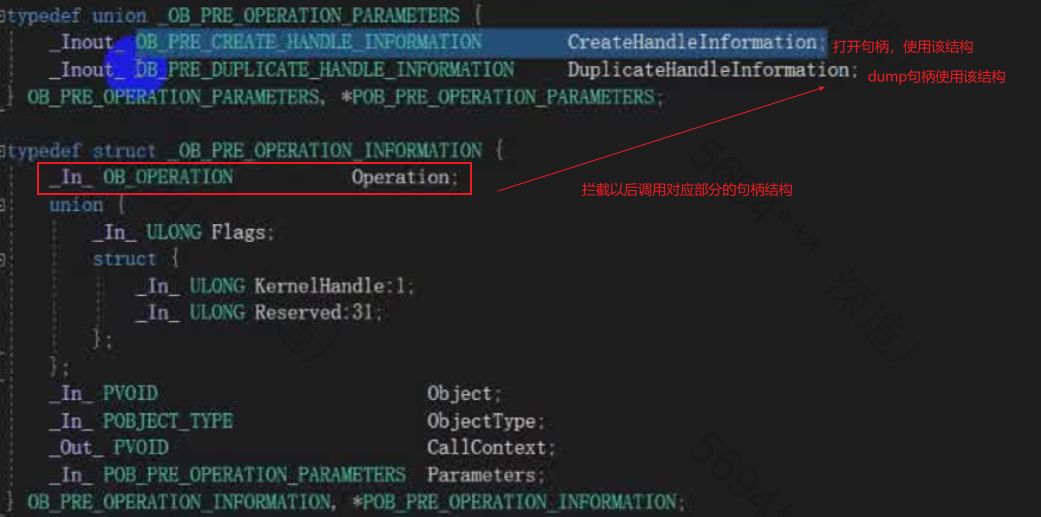 typedef union _OB_PRE_OPERATION_PARAMETERS {
_Inout_ OB_PRE_CREATE_HANDLE_INFORMATION CreateHandleInformation; 打开句柄，使用该结构
_Inout_ OB_PRE_DUPLICATE_HANDLE_INFORMATION DuplicateHandleInformation; dump句柄使用该结构
} OB_PRE_OPERATION_PARAMETERS, *POB_PRE_OPERATION_PARAMETERS;
typedef struct _OB_PRE_OPERATION_INFORMATION {
_In_ OB_OPERATION Operation;
拦截以后调用对应部分的句柄结构
union {
_In_ ULONG Flags;
struct {
_In_ ULONG KernelHandle:1;
_In_ ULONG Reserved:31;
};
};
_In_ PVOID Object;
_In_ POBJECT_TYPE ObjectType;
_Out_ PVOID CallContext;
_In_ POB_PRE_OPERATION_PARAMETERS Parameters;
} OB_PRE_OPERATION_INFORMATION, *POB_PRE_OPERATION_INFORMATION;